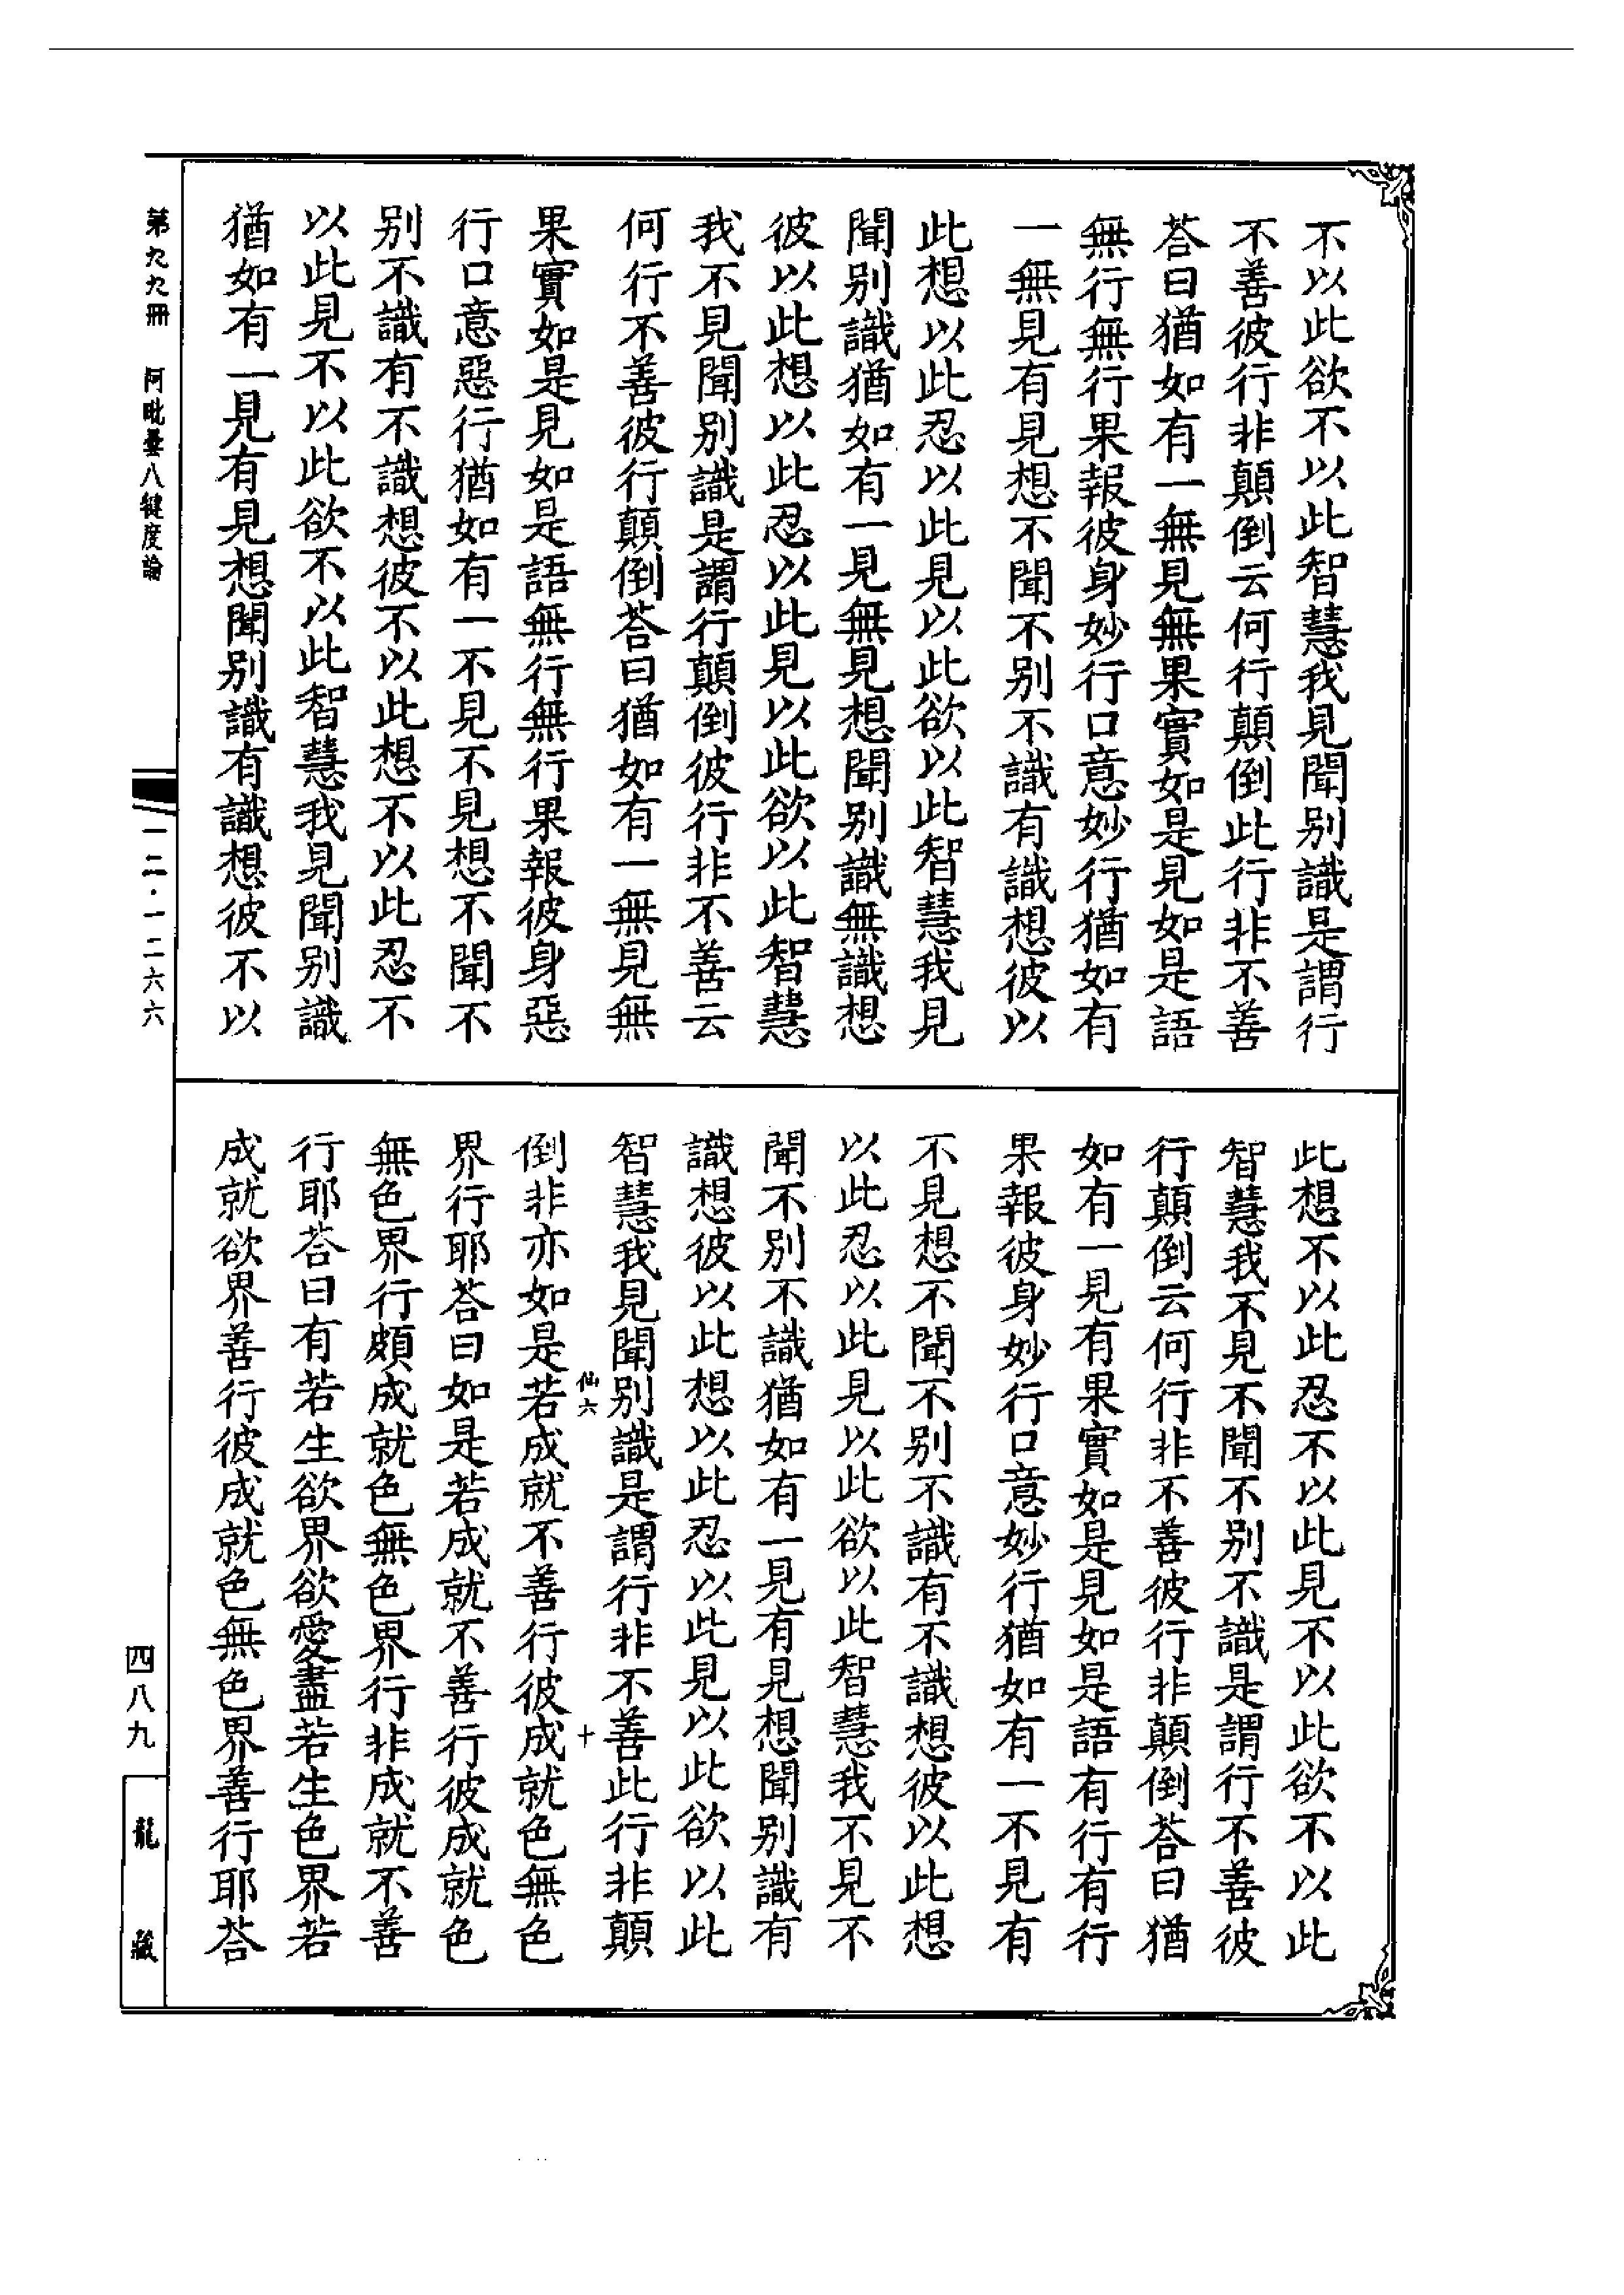 不以此欲不以此智慧我見聞别識是謂行
不善彼行非顛倒云何行顛倒此行非不善
荅曰猶如有一無見無果實如是見如是語
無行無行果報彼身妙行口意妙行猶如有
一無見有見想不聞不别不識有識想彼以
此想以此忍以此見以此欲以此智慧我見
聞别識猶如有一見無見想聞别識無識想
彼以此想以此忍以此見以此欲以此智慧
我不見聞别識是謂行顛倒彼行非不善云
何行不善彼行顛倒荅曰猶如有一無見無
果實如是見如是語無行無行果報彼身惡
行口意惡行猶如有一不見不見想不聞不
别不識有不識想彼不以此想不以此忍不
以此見不以此欲不以此智慧我見聞别識
猶如有一見有見想聞别識有識想彼不以
此想不以此忍不以此見不以此欲不以此
智慧我不見不聞不别不識是謂行不善彼
行顛倒云何行非不善彼行非顛倒荅曰猶
如有一見有果實如是見如是語有行有行
果報彼身妙行口意妙行猶如有一不見有
不見想不聞不别不識有不識想彼以此想
以此忍以此見以此欲以此智慧我不見不
聞不别不識猶如有一見有見想聞别識有
識想彼以此想以此忍以此見以此欲以此
智慧我見聞别識是謂行非不善此行非顛
仙六
十
倒非亦如是若成就不善行彼成就色無色
界行耶荅曰如是若成就不善行彼成就色
無色界行頗成就色無色界行非成就不善
行耶荅曰有若生欲界欲愛盡若生色界若
成就欲界善行彼成就色無色界善行耶荅
第九九冊 阿毗曇八犍度論
一二·一二六六
四八九
龍藏